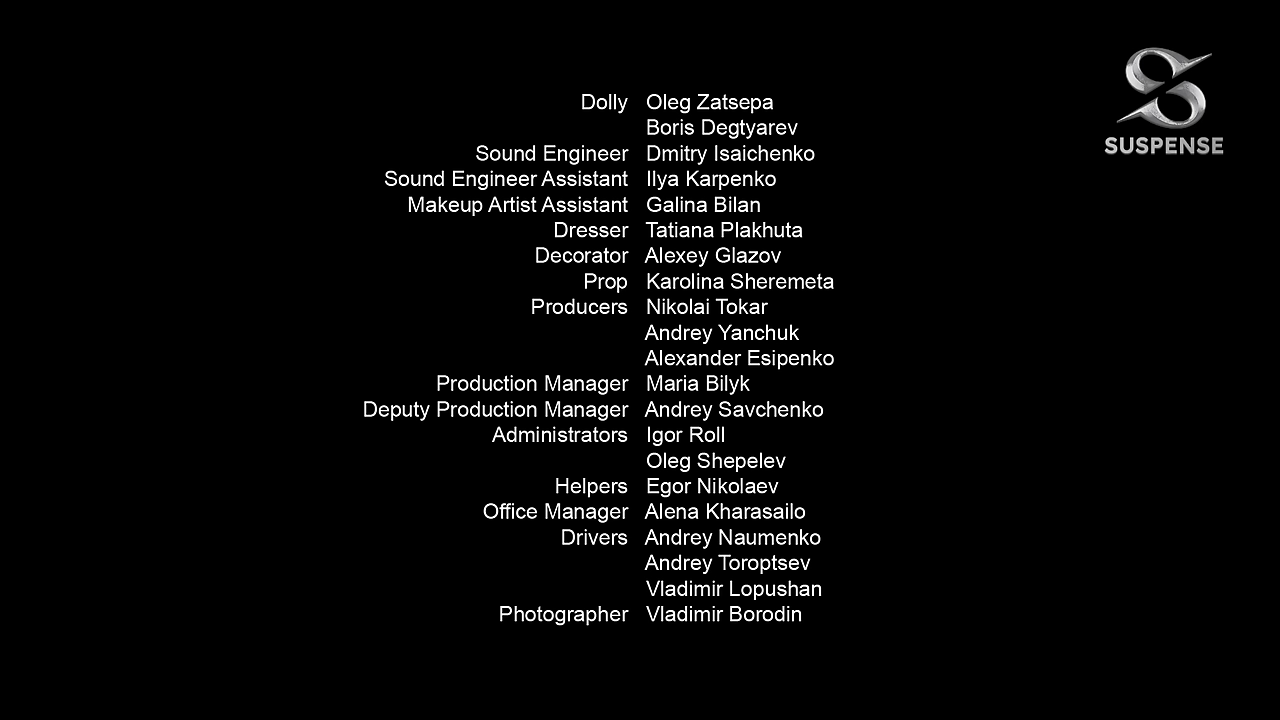 Dolly Oleg Zatsepa
Boris Degtyarev
Sound Engineer Dmitry Isaichenko
Sound Engineer Assistant Ilya Karpenko
Makeup Artist Assistant Galina Bilan
Dresser Tatiana Plakhuta
Decorator Alexey Glazov
Prop Karolina Sheremeta
Producers Nikolai Tokar
Andrey Yanchuk
Alexander Esipenko
Production Manager Maria Bilyk
Deputy Production Manager Andrey Savchenko
Administrators Igor Roll
Oleg Shepelev
Helpers Egor Nikolaev
Office Manager Alena Kharasailo
Drivers Andrey Naumenko
Andrey Toroptsev
Vladimir Lopushan
Photographer Vladimir Borodin
SUSPENSE